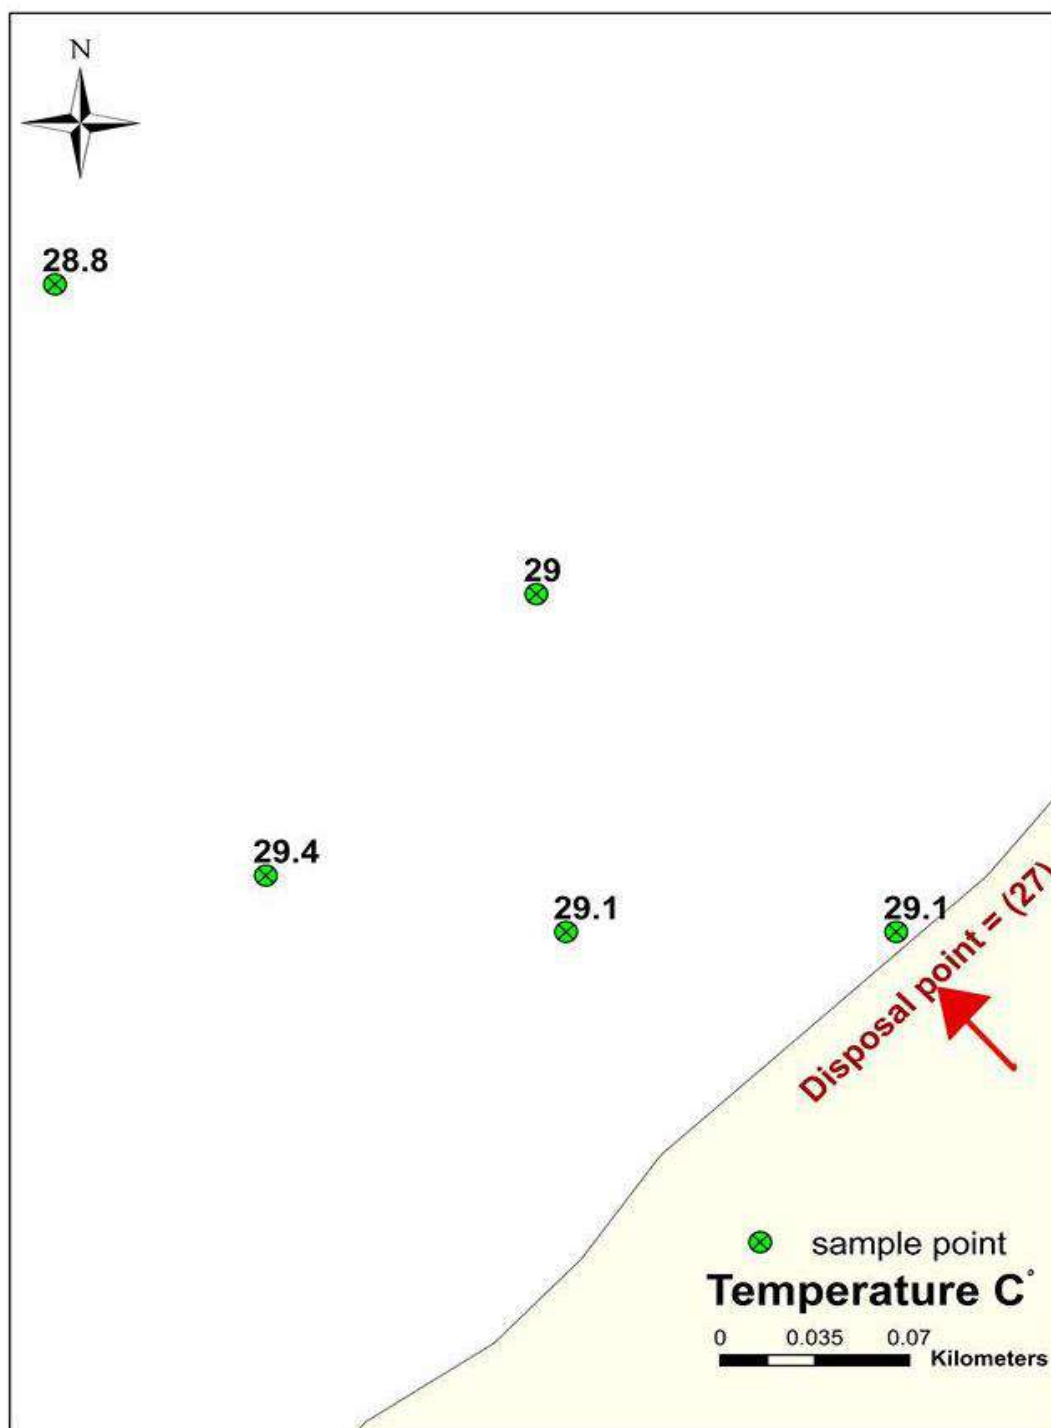 N
28.8
29
29.4
29.1
29.1
Disposal point = (27)
sample point
Temperature C°
0 0.035 0.07
Kilometers